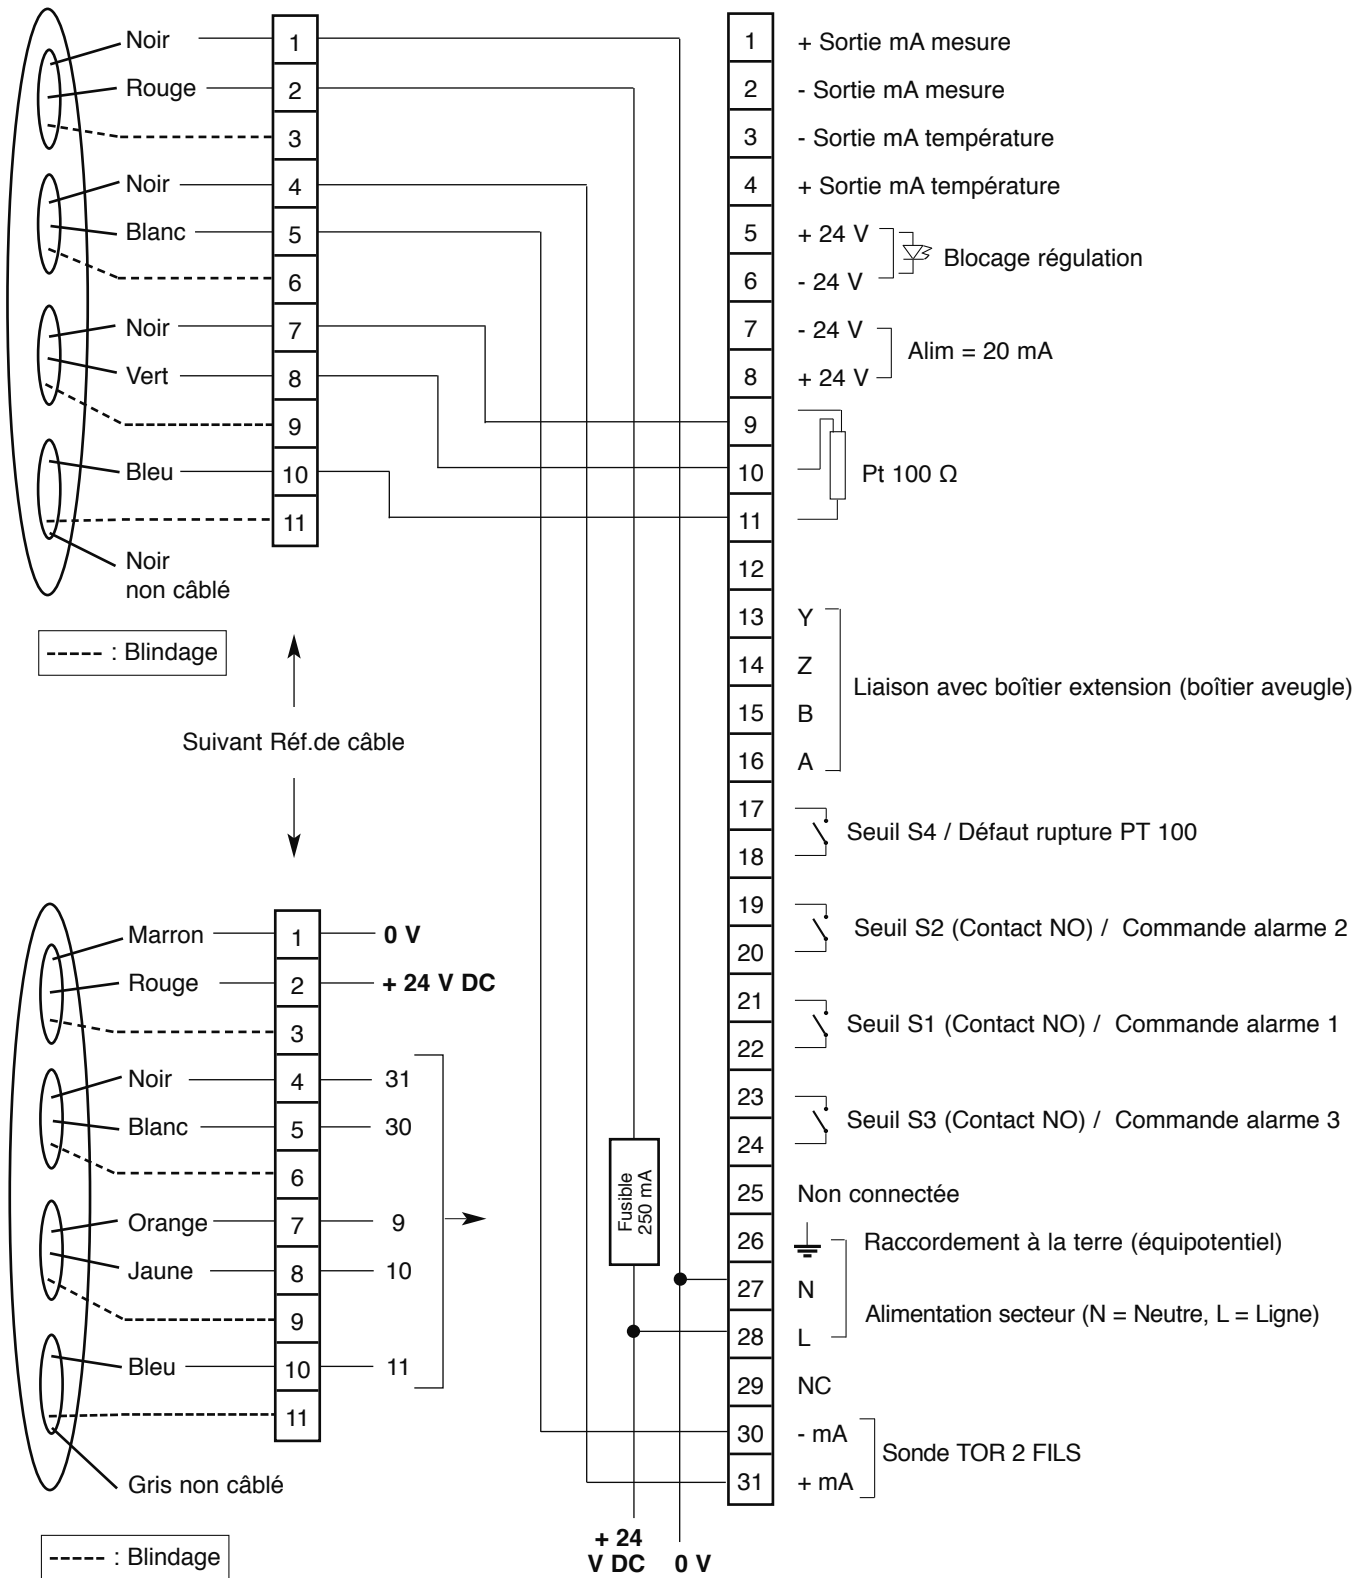 Noir 1
Rouge 2
3
Noir 4
Blanc 5
6
Noir 7
Vert 8
9
Bleu 10
11
Noir
non câblé
----- : Blindage
Suivant Réf.de câble
Marron 1 0 V
Rouge 2 + 24 V DC
3
Noir 4 31
Blanc 5 30
6
Orange 7 9
Jaune 8 10
9
Bleu 10 11
11
Gris non câblé
----- : Blindage
Fusible
250 mA
+ 24
V DC 0 V
1 + Sortie mA mesure
2 - Sortie mA mesure
3 - Sortie mA température
4 + Sortie mA température
5 + 24 V
Blocage régulation
6 - 24 V
7 - 24 V
Alim = 20 mA
8 + 24 V
9
10 Pt 100 Ω
11
12
13 Y
14 Z
Liaison avec boîtier extension (boîtier aveugle)
15 B
16 A
17
Seuil S4 / Défaut rupture PT 100
18
19
Seuil S2 (Contact NO) / Commande alarme 2
20
21
Seuil S1 (Contact NO) / Commande alarme 1
22
23
Seuil S3 (Contact NO) / Commande alarme 3
24
25 Non connectée
26 Raccordement à la terre (équipotentiel)
27 N
Alimentation secteur (N = Neutre, L = Ligne)
28 L
29 NC
30 - mA
Sonde TOR 2 FILS
31 + mA